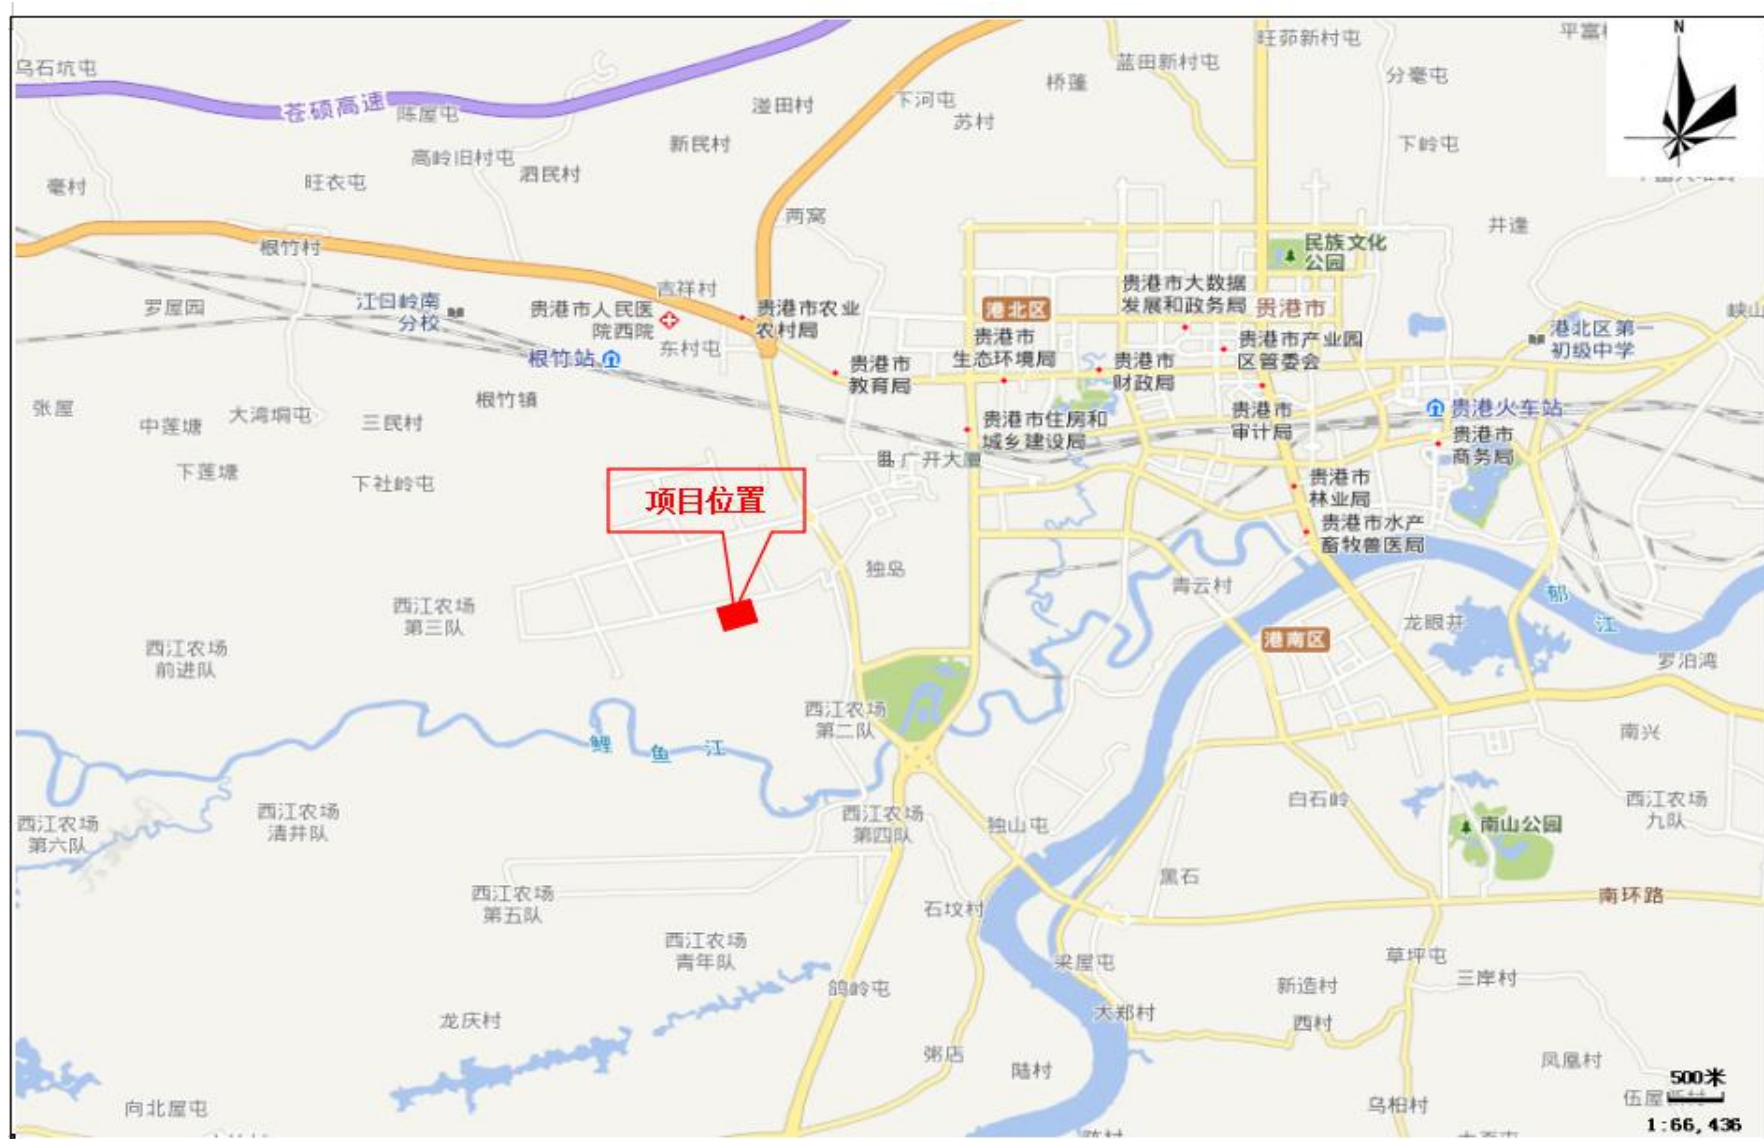 N
旺茆新村屯
乌石坑屯
蓝田新村屯
分毫屯
桥蓬
苍硕高速
陈屋屯
湴田村
下河屯
苏村
新民村
下岭屯
高岭旧村屯
泗民村
旺衣屯
毫村
两窝
井逢
根竹村
民族文化
公园
吉祥村
贵港市大数据
发展和政务局
江日岭南
分校
罗屋园
贵港市人民医
院西院
贵港市农业
农村局
港北区
贵港市
峡山
东村屯
贵港市
生态环境局
贵港市产业园
区管委会
港北区第一
初级中学
根竹站
贵港市
教育局
贵港市
财政局
根竹镇
张屋
中莲塘
大湾垌屯
三民村
贵港市住房和
城乡建设局
贵港市
审计局
贵港火车站
贵港市
商务局
广开大厦
下莲塘
下社岭屯
项目位置
贵港市
林业局
贵港市水产
畜牧兽医局
独岛
青云村
郁
江
西江农场
第三队
龙眼井
港南区
西江农场
前进队
罗泊湾
西江农场
第二队
鲤
鱼
江
南兴
白石岭
西江农场
九队
西江农场
清井队
西江农场
第六队
西江农场
第四队
独山屯
南山公园
黑石
西江农场
第五队
南环路
石坟村
西江农场
青年队
梁屋屯
草坪屯
三岸村
鸽岭屯
新造村
大郑村
西村
龙庆村
粥店
陆村
凤凰村
500米
向北屋屯
乌桕村
1:66,436